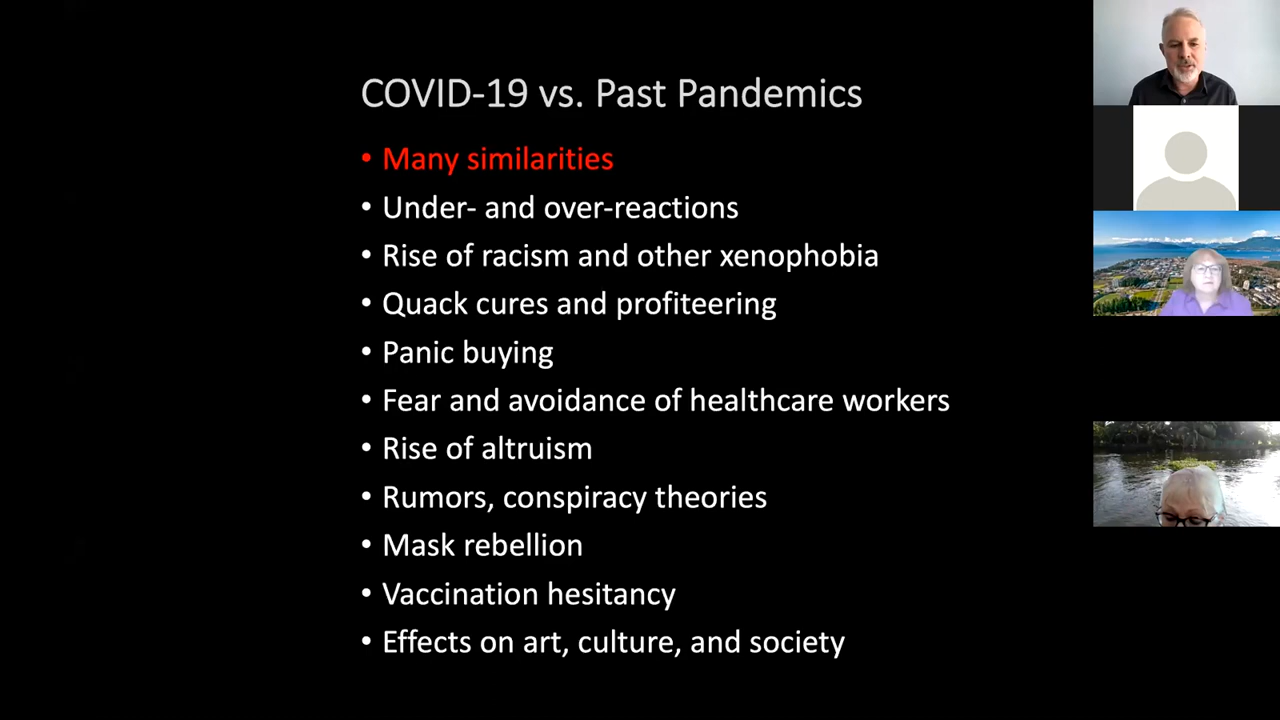 COVID-19 vs. Past Pandemics
• Many similarities
• Under- and over-reactions
• Rise of racism and other xenophobia
• Quack cures and profiteering
• Panic buying
• Fear and avoidance of healthcare workers
• Rise of altruism
• Rumors, conspiracy theories
• Mask rebellion
• Vaccination hesitancy
• Effects on art, culture, and society